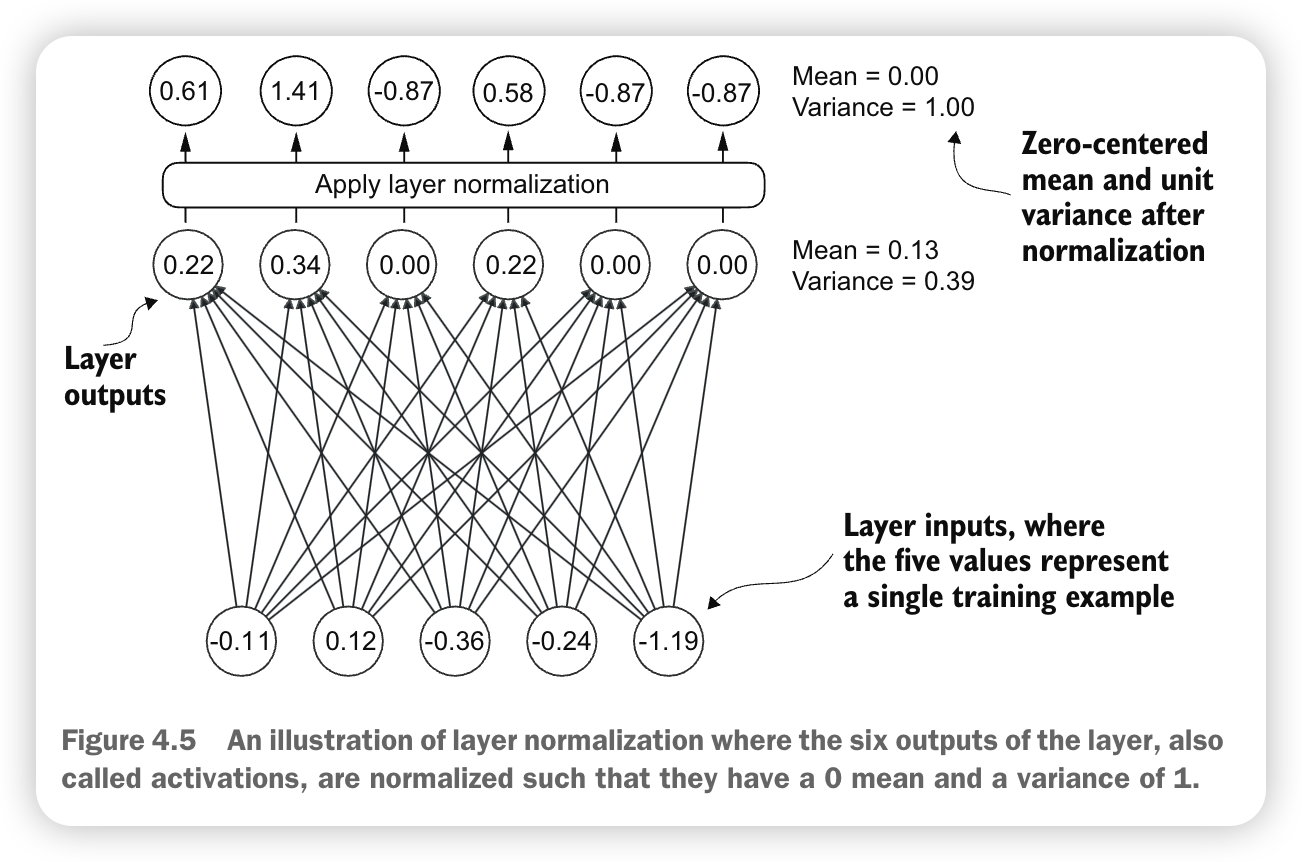 0.61 1.41 -0.87 0.58 -0.87 -0.87
Mean = 0.00
Variance = 1.00
Zero-centered
mean and unit
variance after
normalization
Apply layer normalization
0.22 0.34 0.00 0.22 0.00 0.00
Mean = 0.13
Variance = 0.39
Layer
outputs
Layer inputs, where
the five values represent
a single training example
-0.11 0.12 -0.36 -0.24 -1.19
Figure 4.5 An illustration of layer normalization where the six outputs of the layer, also
called activations, are normalized such that they have a 0 mean and a variance of 1.